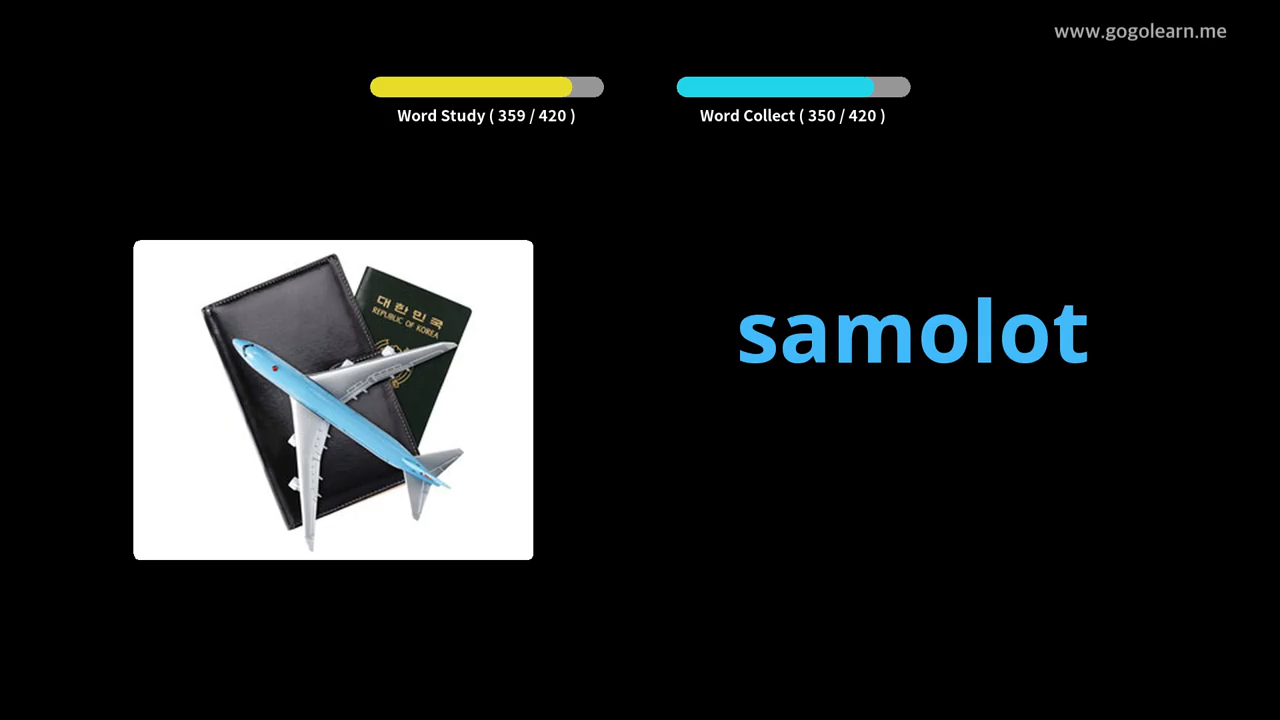 www.gogolearn.me
Word Study ( 359 / 420 )
Word Collect ( 350 / 420 )
대한민국
REPUBLIC OF KOREA
samolot